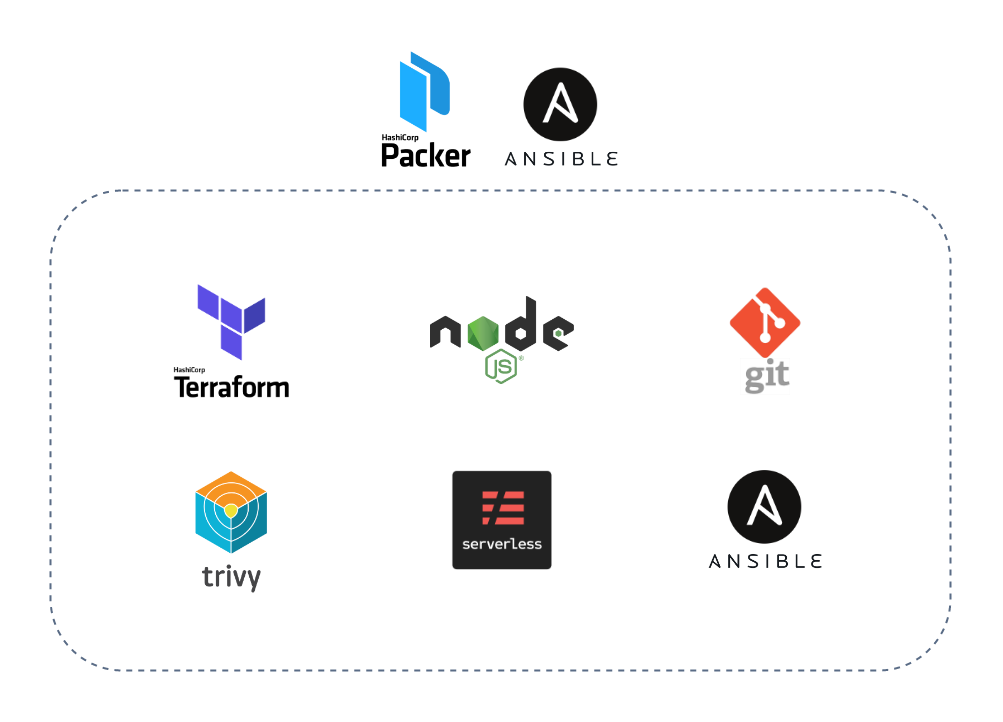 HashiCorp
Packer
ANSIBLE
HashiCorp
Terraform
node
JS®
git
trivy
serverless
ANSIBLE